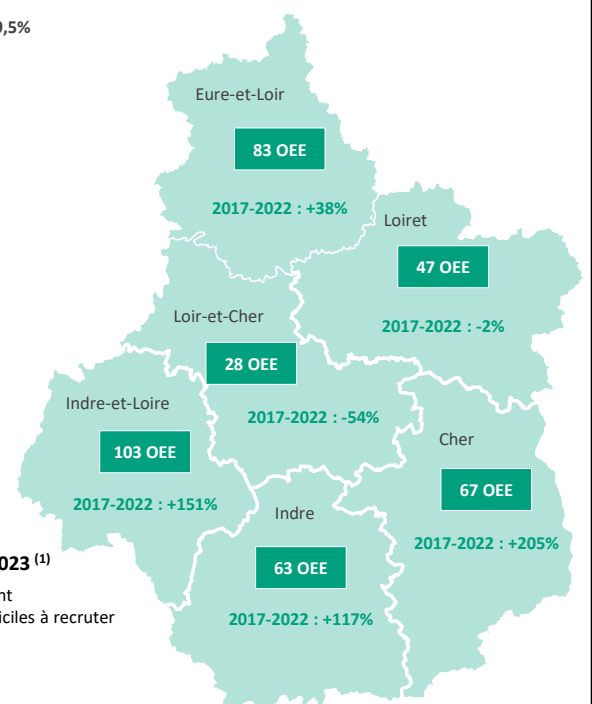 ,5%
Eure-et-Loir
83 OEE
2017-2022 : +38%
Loiret
47 OEE
2017-2022 : -2%
Loir-et-Cher
28 OEE
2017-2022 : -54%
Indre-et-Loire
103 OEE
2017-2022 : +151%
Cher
67 OEE
2017-2022 : +205%
Indre
63 OEE
2017-2022 : +117%
023 (1)
nt
iciles à recruter